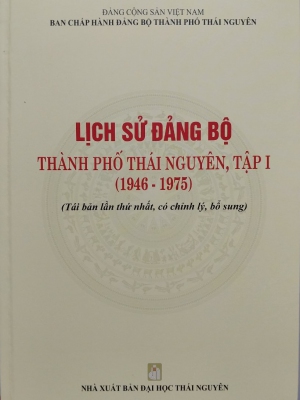 ĐẢNG CỘNG SẢN VIỆT NAM
BAN CHẤP HÀNH ĐẢNG BỘ THÀNH PHỐ THÁI NGUYÊN
LỊCH SỬ ĐẢNG BỘ
THÀNH PHỐ THÁI NGUYÊN, TẬP I
(1946 - 1975)
(Tái bản lần thứ nhất, có chỉnh lý, bổ sung)
NHÀ XUẤT BẢN ĐẠI HỌC THÁI NGUYÊN